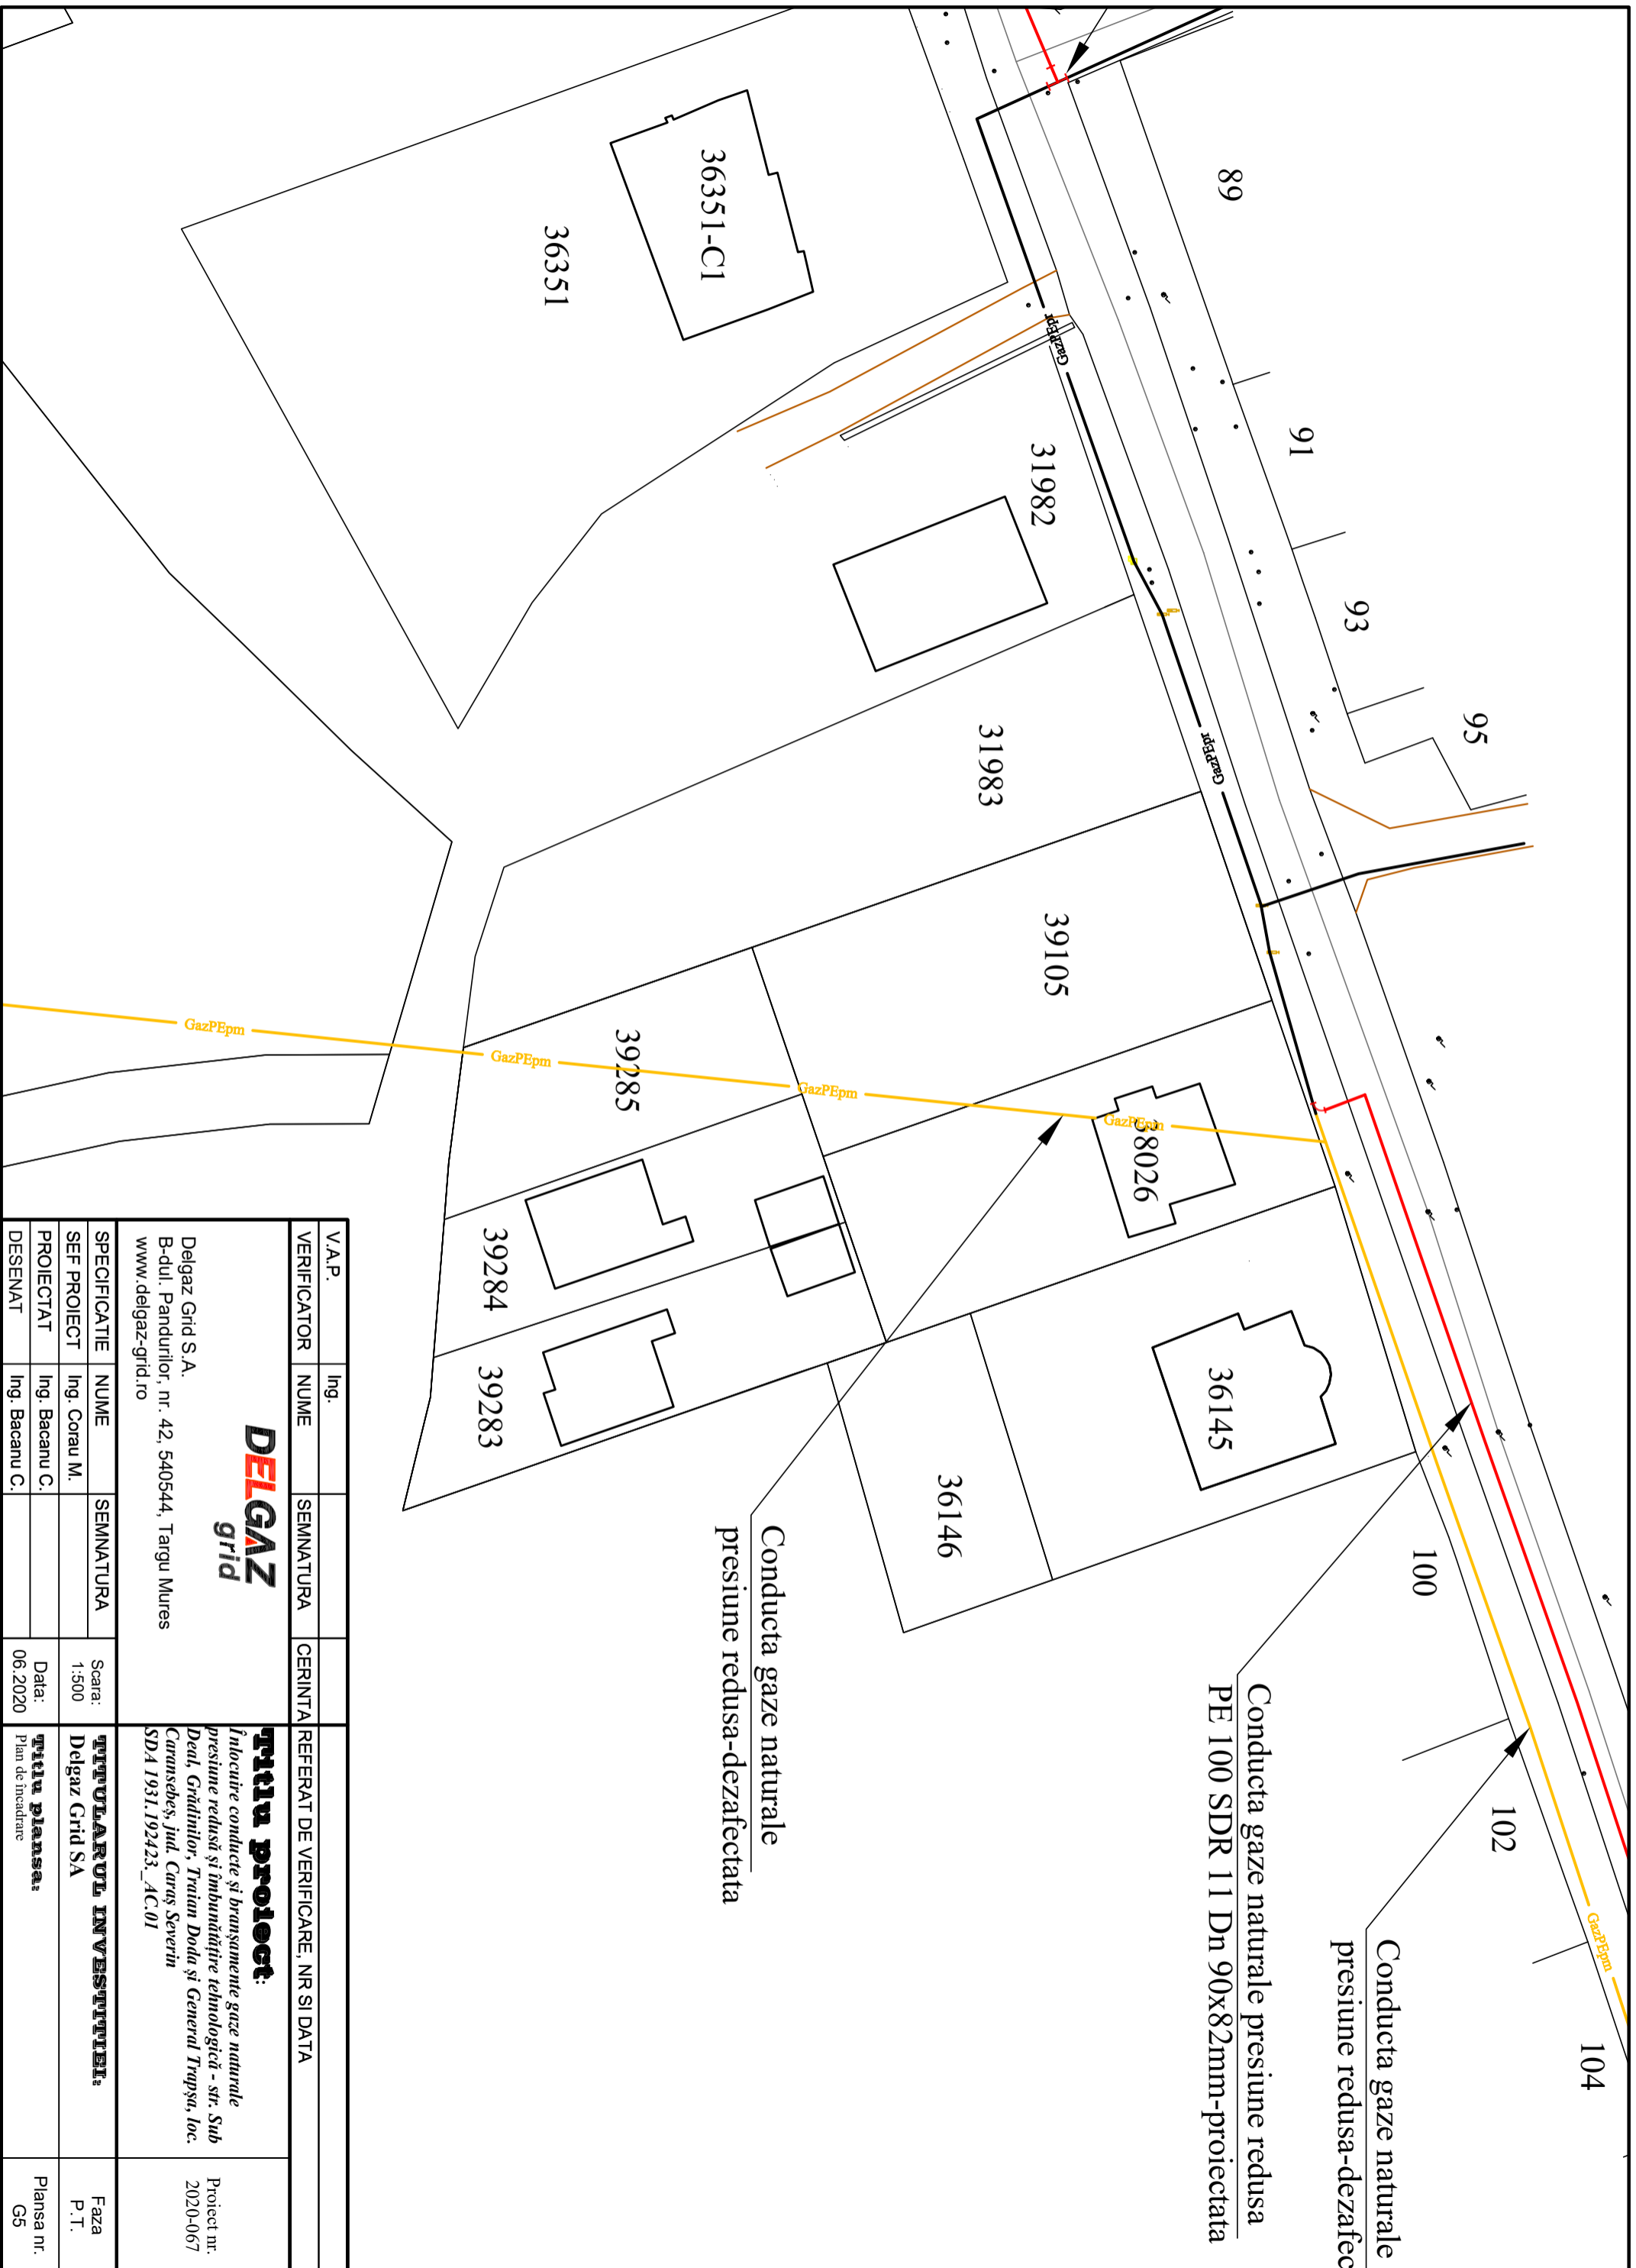 89
91
93
95
36351-C1
36351
31982
31983
39105
39285
38026
39284
39283
36145
36146
100
102
104
GazPEpr
GazPEpr
GazPEpm
GazPEpm
GazPEpm
GazPEpm
GazPEpm
Conducta gaze naturale
presiune redusa-dezafec
Conducta gaze naturale presiune redusa
PE 100 SDR 11 Dn 90x82mm-proiectata
Conducta gaze naturale
presiune redusa-dezafectata
V.A.P. Ing.
VERIFICATOR NUME SEMNATURA CERINTA REFERAT DE VERIFICARE, NR SI DATA
DELGAZ
grid
Delgaz Grid S.A.
B-dul. Pandurilor, nr. 42, 540544, Targu Mures
www.delgaz-grid.ro
Titlu proiect:
Înlocuire conducte și branșamente gaze naturale
presiune redusă și îmbunătățire tehnologică - str. Sub
Deal, Grădinilor, Traian Doda și General Trapșa, loc.
Caransebeș, jud. Caraș Severin
SDA 1931.192423_AC.01
Proiect nr.
2020-067
SPECIFICATIE NUME SEMNATURA
SEF PROIECT Ing. Corau M.
PROIECTAT Ing. Bacanu C.
DESENAT Ing. Bacanu C.
Scara:
1:500
Data:
06.2020
TITULARUL INVESTITIEI:
Delgaz Grid SA
Titlu plansa:
Plan de încadrare
Faza
P.T.
Plansa nr.
G5